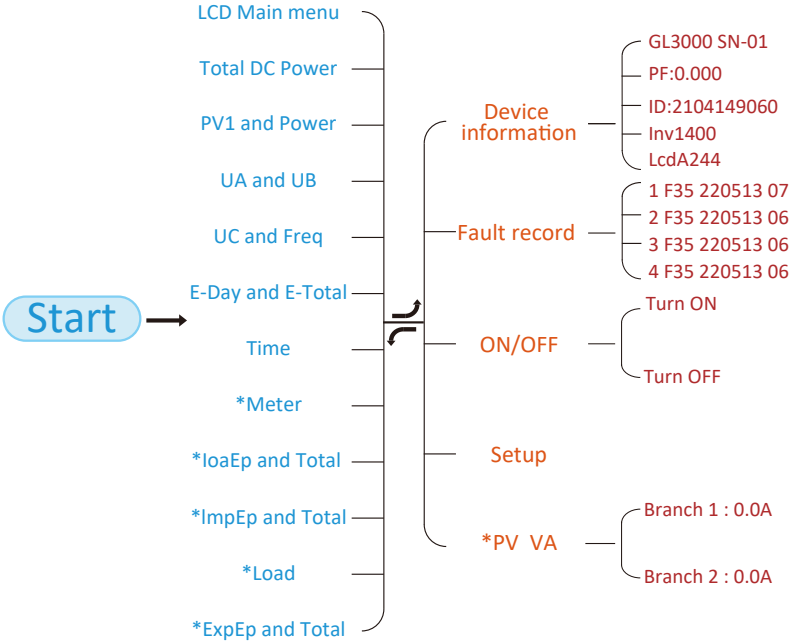 LCD Main menu
Total DC Power
PV1 and Power
UA and UB
UC and Freq
E-Day and E-Total
Start
Time
*Meter
*IoaEp and Total
*ImpEp and Total
*Load
*ExpEp and Total
Device
information
Fault record
ON/OFF
Setup
*PV VA
GL3000 SN-01
PF:0.000
ID:2104149060
Inv1400
LcdA244
1 F35 220513 07
2 F35 220513 06
3 F35 220513 06
4 F35 220513 06
Turn ON
Turn OFF
Branch 1 : 0.0A
Branch 2 : 0.0A